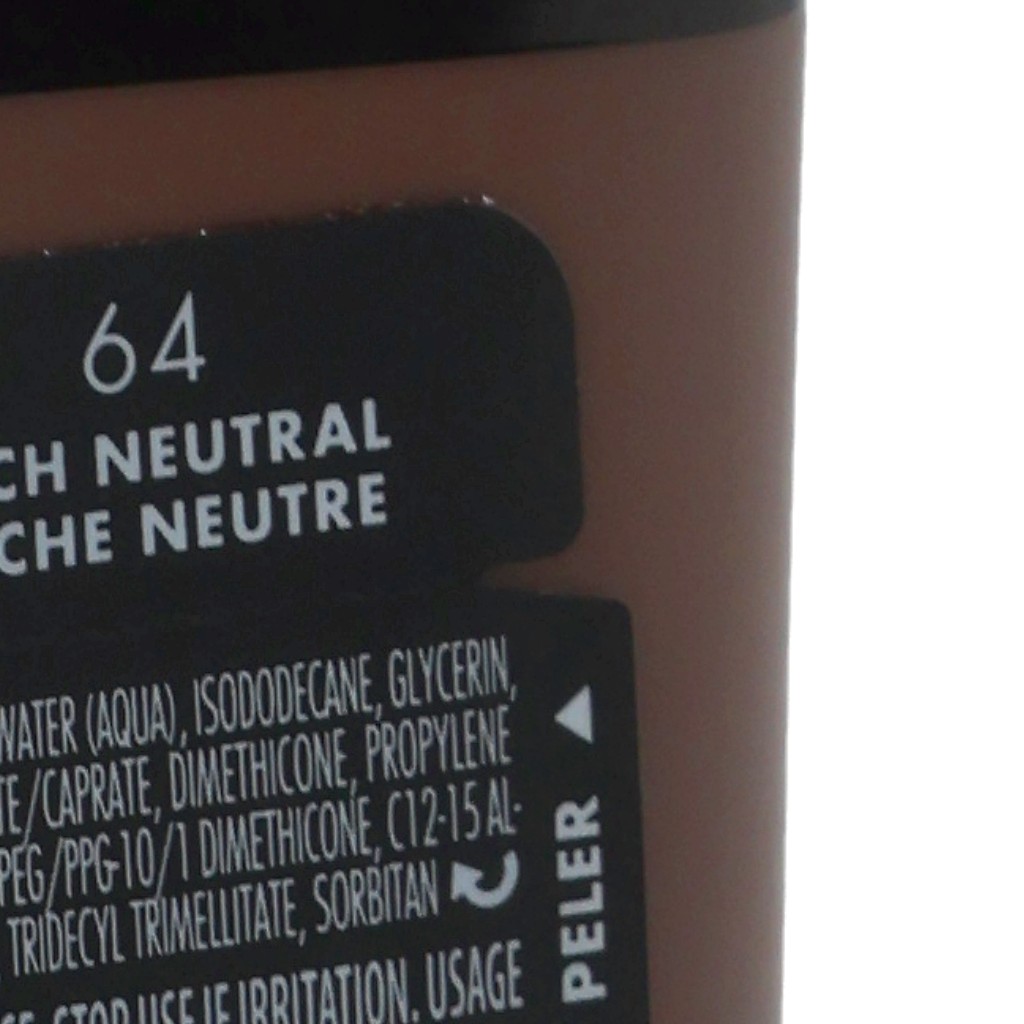 64
CH NEUTRAL
CHE NEUTRE
WATER (AQUA), ISODODECANE, GLYCERIN,
TE/CAPRATE, DIMETHICONE, PROPYLENE
PEG/PPG-10/1 DIMETHICONE, C12-15 AL-
TRIDECYL TRIMELLITATE, SORBITAN
STOP USE IF IRRITATION. USAGE
PELER